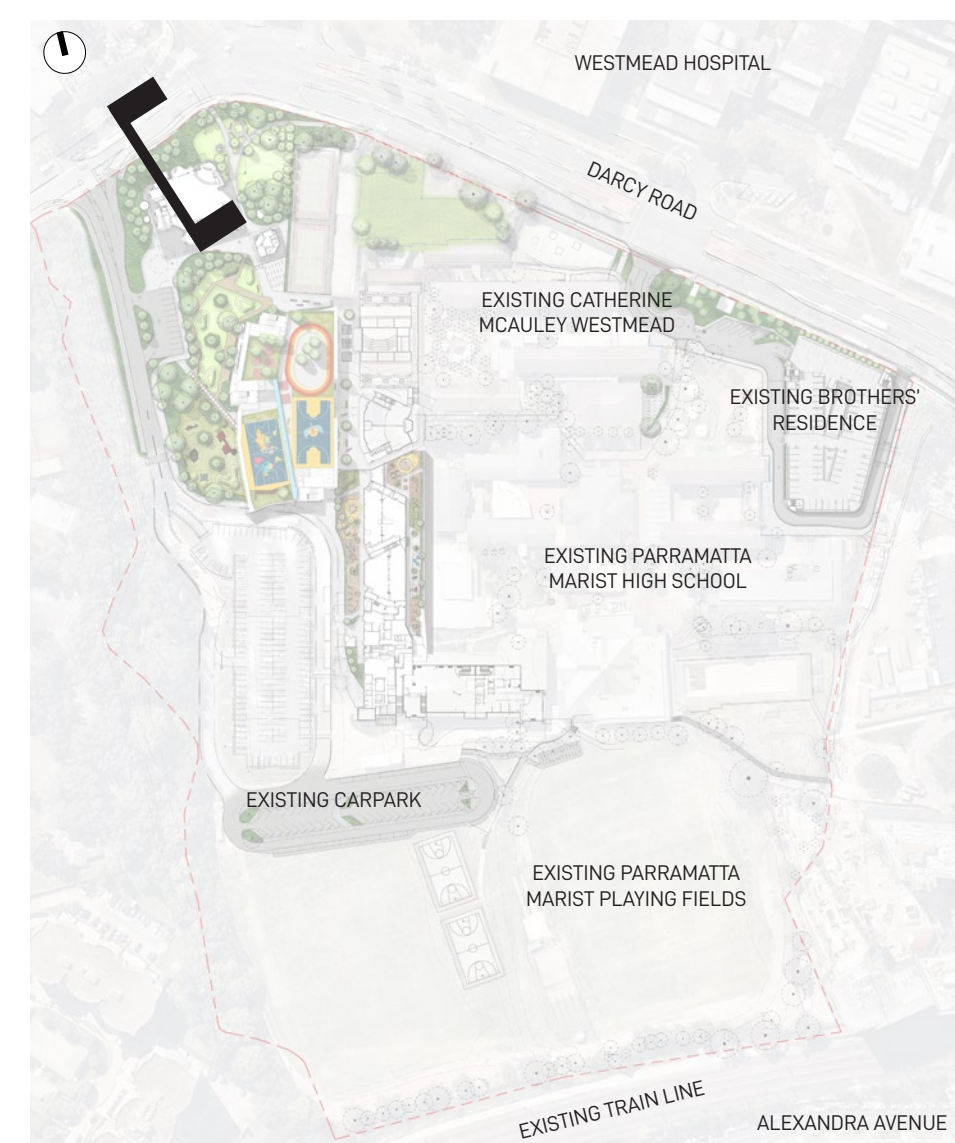 WESTMEAD HOSPITAL
DARCY ROAD
EXISTING CATHERINE
MCAULEY WESTMEAD
EXISTING BROTHERS'
RESIDENCE
EXISTING PARRAMATTA
MARIST HIGH SCHOOL
EXISTING CARPARK
EXISTING PARRAMATTA
MARIST PLAYING FIELDS
EXISTING TRAIN LINE
ALEXANDRA AVENUE